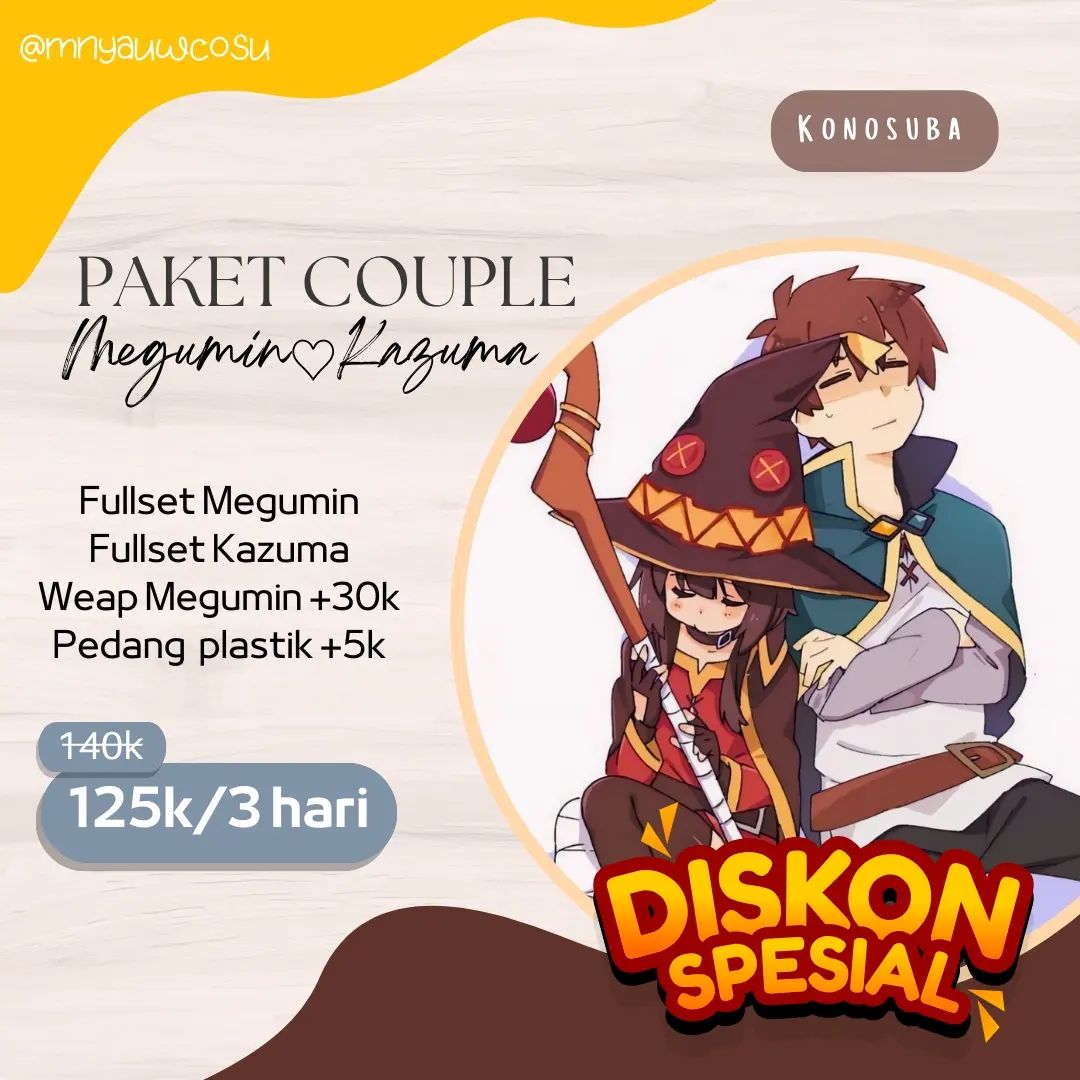 @mnyauwcosu
KONOSUBA
PAKET COUPLE
Megumin♡Kazuma
Fullset Megumin
Fullset Kazuma
Weap Megumin +30k
Pedang plastik +5k
140k
125k/3 hari
DISKON
SPESIAL